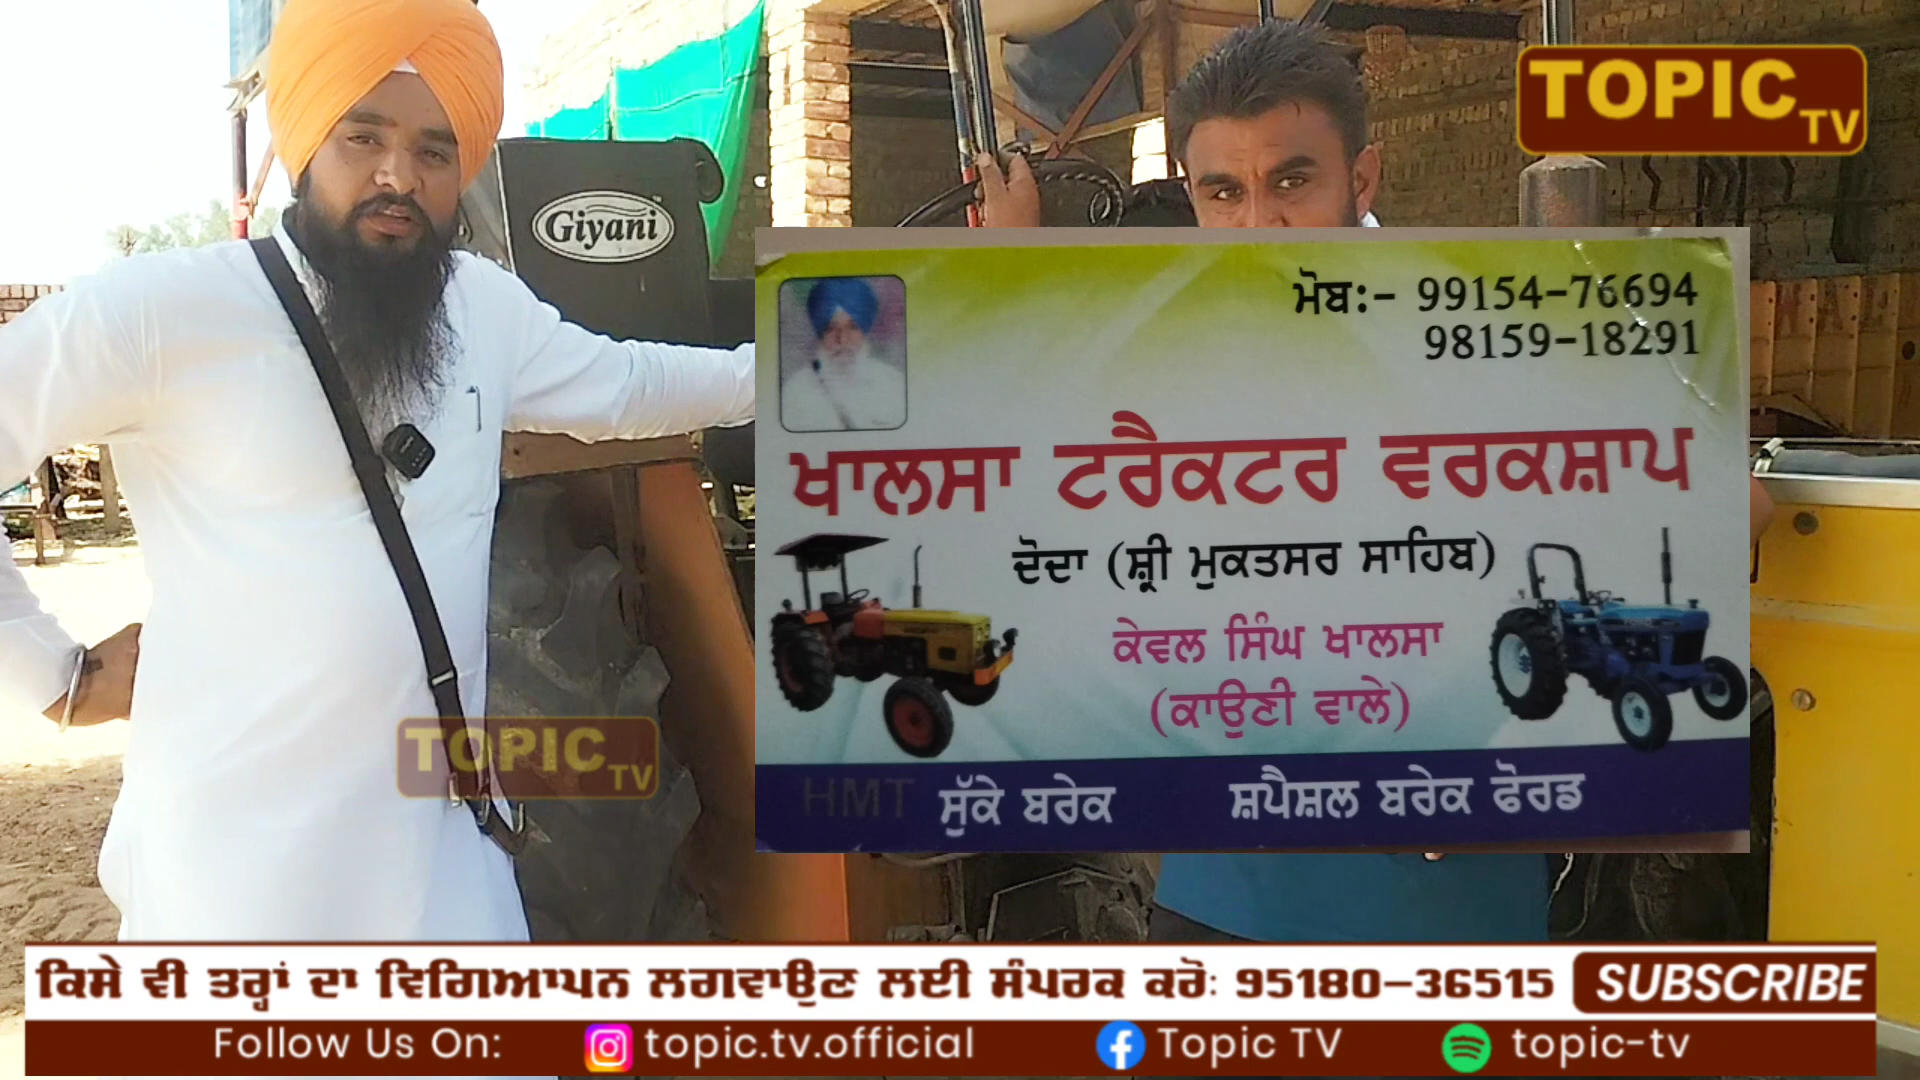 TOPIC TV
Giyani
ਮੋਬ:- 99154-76694
98159-18291
ਖਾਲਸਾ ਟਰੈਕਟਰ ਵਰਕਸ਼ਾਪ
ਦੋਦਾ (ਸ਼੍ਰੀ ਮੁਕਤਸਰ ਸਾਹਿਬ)
ਕੇਵਲ ਸਿੰਘ ਖਾਲਸਾ
(ਕਾਉਣੀ ਵਾਲੇ)
TOPIC TV
HMT ਸੁੱਕੇ ਬਰੇਕ ਸ਼ਪੈਸ਼ਲ ਬਰੇਕ ਫੋਰਡ
ਕਿਸੇ ਵੀ ਤਰ੍ਹਾਂ ਦਾ ਵਿਗਿਆਪਨ ਲਗਵਾਉਣ ਲਈ ਸੰਪਰਕ ਕਰੋ: 95180-36515 SUBSCRIBE
Follow Us On: topic.tv.official Topic TV topic-tv